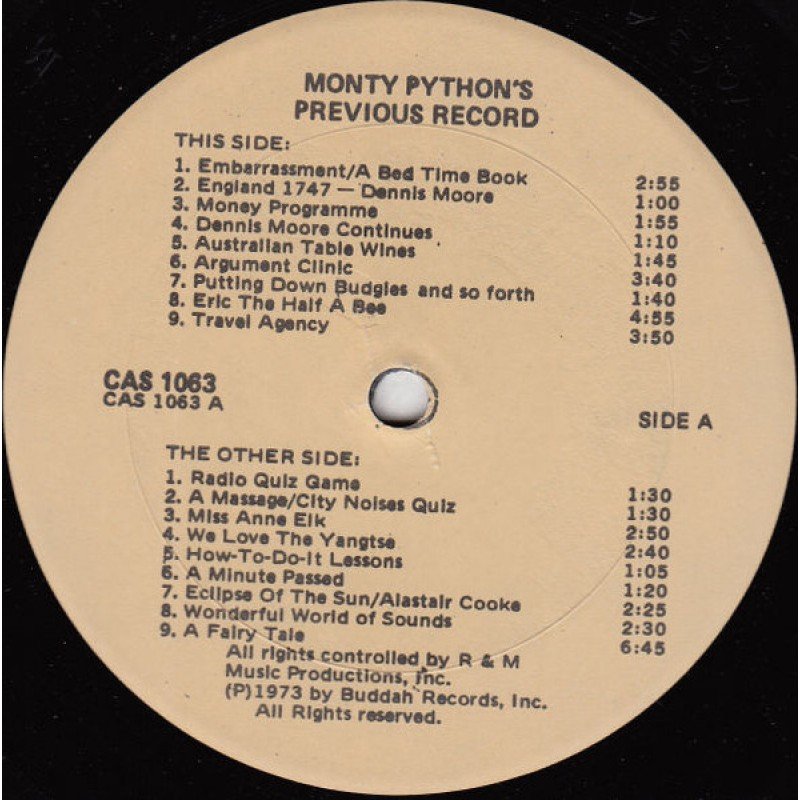 MONTY PYTHON'S
PREVIOUS RECORD
THIS SIDE:
1. Embarrassment/A Bed Time Book 2:55
2. England 1747 — Dennis Moore 1:00
3. Money Programme 1:55
4. Dennis Moore Continues 1:10
5. Australian Table Wines 1:45
6. Argument Clinic 3:40
7. Putting Down Budgies and so forth 1:40
8. Eric The Half A Bee 4:55
9. Travel Agency 3:50
CAS 1063
CAS 1063 A
SIDE A
THE OTHER SIDE:
1. Radio Quiz Game 1:30
2. A Massage/City Noises Quiz 1:30
3. Miss Anne Elk 2:50
4. We Love The Yangtse 2:40
5. How-To-Do-It Lessons 1:05
6. A Minute Passed 1:20
7. Eclipse Of The Sun/Alastair Cooke 2:25
8. Wonderful World of Sounds 2:30
9. A Fairy Tale 6:45
All rights controlled by R & M
Music Productions, Inc.
(P)1973 by Buddah Records, Inc.
All Rights reserved.